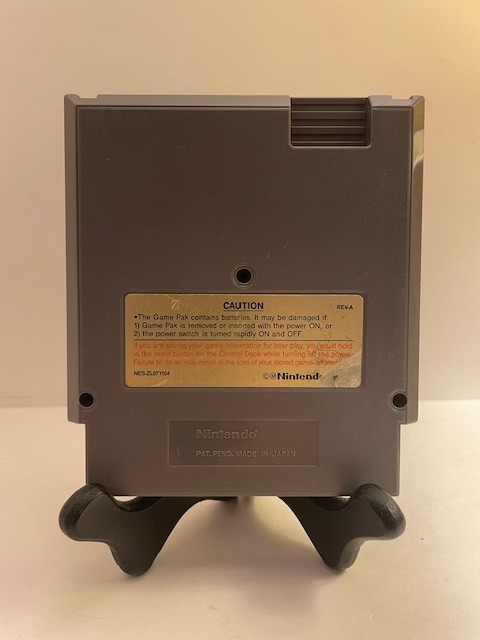 CAUTION
REV-A
•The Game Pak contains batteries. It may be damaged if:
1) Game Pak is removed or inserted with the power ON, or
2) the power switch is turned rapidly ON and OFF.
If you are saving your game information for later play, you must hold
in the reset button on the Control Deck while turning off the power.
Failure to do so may result in the loss of your stored game
©Nintendo
Nintendo®
PAT. PEND. MADE IN JAPAN